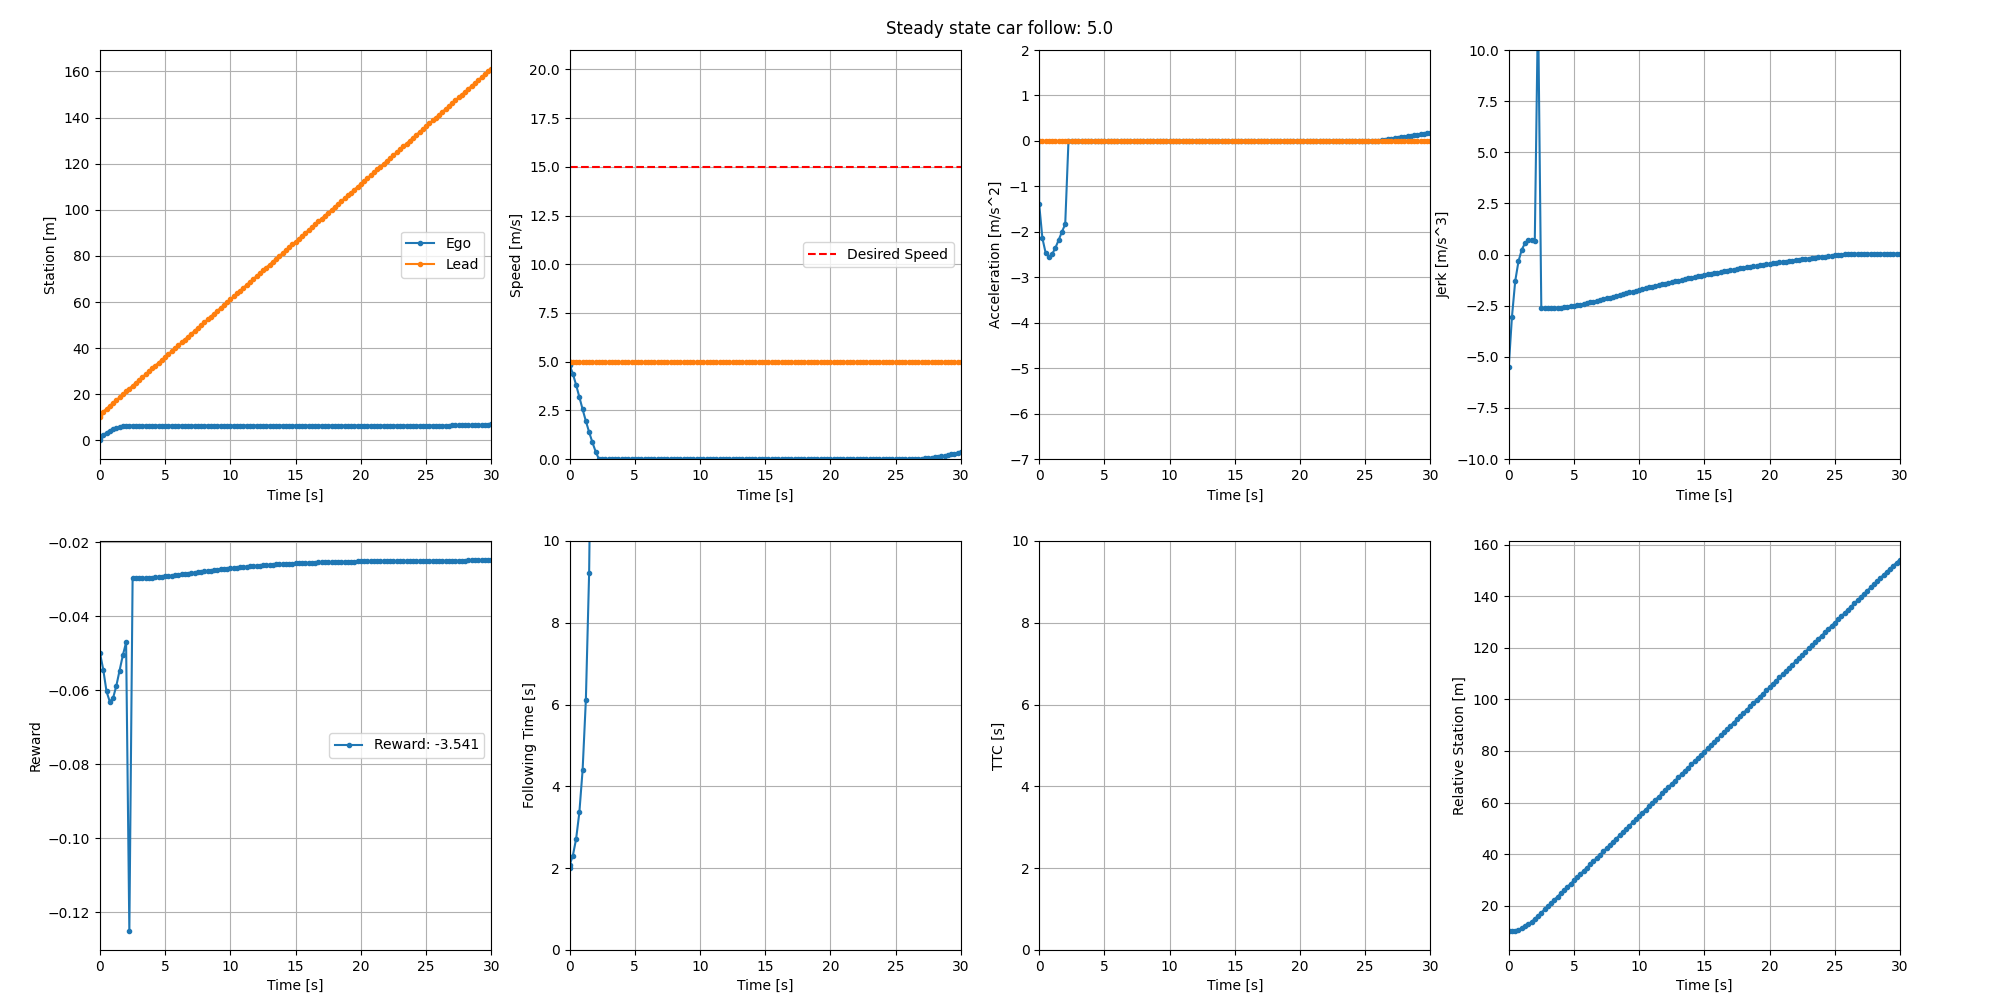 Steady state car follow: 5.0
160
140
120
100
80
60
40
20
0
Station [m]
Ego
Lead
0 5 10 15 20 25 30
Time [s]
20.0
17.5
15.0
12.5
10.0
7.5
5.0
2.5
0.0
Speed [m/s]
Desired Speed
0 5 10 15 20 25 30
Time [s]
2
1
0
−1
−2
−3
−4
−5
−6
−7
Acceleration [m/s^2]
0 5 10 15 20 25 30
Time [s]
10.0
7.5
5.0
2.5
0.0
−2.5
−5.0
−7.5
−10.0
Jerk [m/s^3]
0 5 10 15 20 25 30
Time [s]
−0.02
−0.04
−0.06
−0.08
−0.10
−0.12
Reward
Reward: -3.541
0 5 10 15 20 25 30
Time [s]
10
8
6
4
2
0
Following Time [s]
0 5 10 15 20 25 30
Time [s]
10
8
6
4
2
0
TTC [s]
0 5 10 15 20 25 30
Time [s]
160
140
120
100
80
60
40
20
Relative Station [m]
0 5 10 15 20 25 30
Time [s]